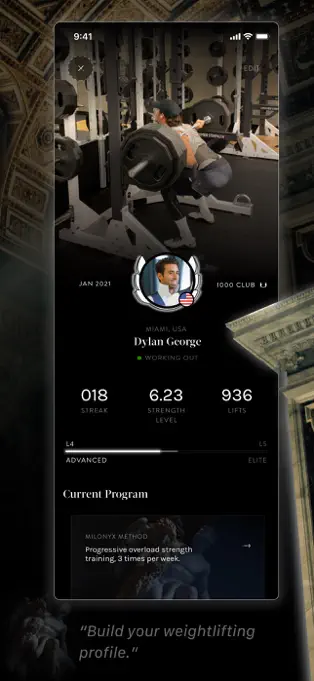 9:41
JAN 2021
1000 CLUB
MIAMI, USA
Dylan George
WORKING OUT
018 6.23 936
STREAK STRENGTH LIFTS
LEVEL
L4 L5
ADVANCED ELITE
Current Program
MILONYX METHOD
Progressive overload strength
training, 3 times per week.
“Build your weightlifting
profile.”